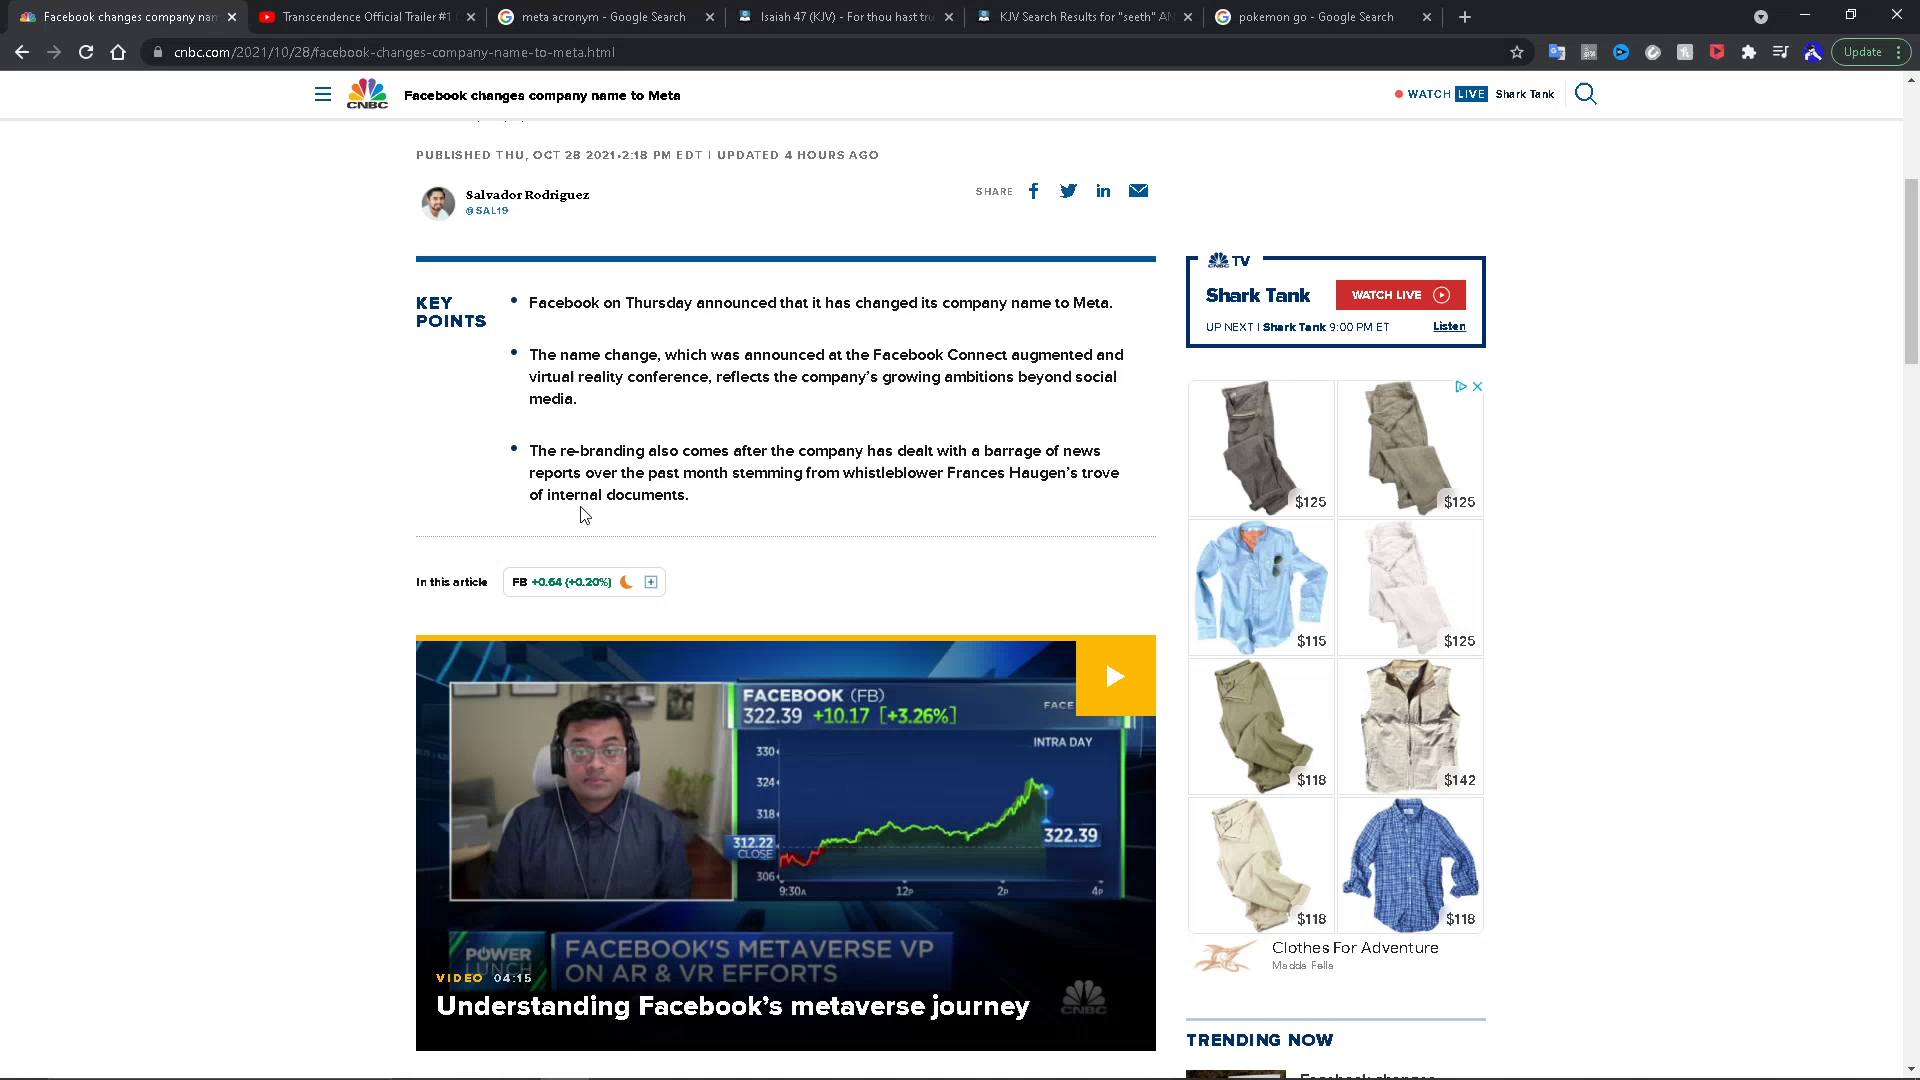 Facebook changes company nam
Transcendence Official Trailer #1
meta acronym - Google Search
Isaiah 47 (KJV) - For thou hast tru
KJV Search Results for "seeth" AN
pokemon go - Google Search
cnbc.com/2021/10/28/facebook-changes-company-name-to-meta.html
Update
CNBC
Facebook changes company name to Meta
WATCH LIVE Shark Tank
PUBLISHED THU, OCT 28 2021•2:18 PM EDT | UPDATED 4 HOURS AGO
Salvador Rodriguez
@SAL19
SHARE
KEY
POINTS
• Facebook on Thursday announced that it has changed its company name to Meta.
• The name change, which was announced at the Facebook Connect augmented and
virtual reality conference, reflects the company's growing ambitions beyond social
media.
• The re-branding also comes after the company has dealt with a barrage of news
reports over the past month stemming from whistleblower Frances Haugen's trove
of internal documents.
In this article
FB +0.64 (+0.20%)
FACEBOOK (FB)
322.39 +10.17 [+3.26%]
FACE
INTRA DAY
330
324
318
312.22
CLOSE
306
322.39
9:30A 12P 2P 4P
POWER
LUNCH
FACEBOOK'S METAVERSE VP
ON AR & VR EFFORTS
VIDEO 04:15
Understanding Facebook's metaverse journey
CNBC
CNBC TV
Shark Tank
WATCH LIVE
UP NEXT | Shark Tank 9:00 PM ET
Listen
$125
$125
$115
$125
$118
$142
$118
$118
Clothes For Adventure
Madda Fella
TRENDING NOW
Facebook changes